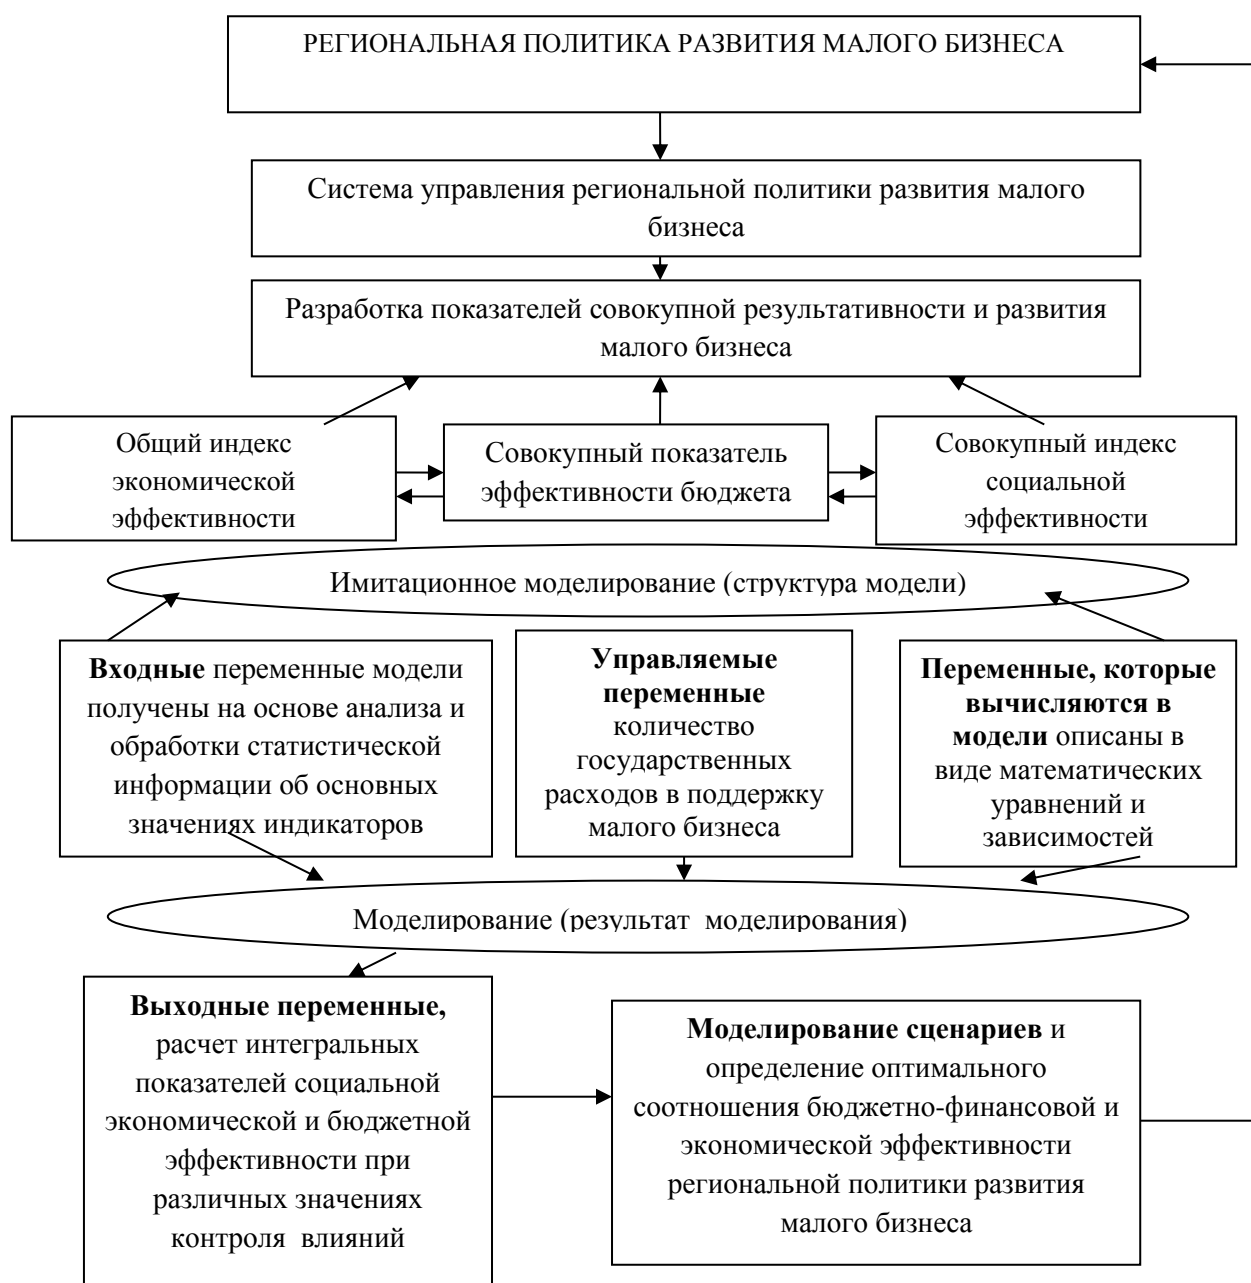 РЕГИОНАЛЬНАЯ ПОЛИТИКА РАЗВИТИЯ МАЛОГО БИЗНЕСА
Система управления региональной политики развития малого
бизнеса
Разработка показателей совокупной результативности и развития
малого бизнеса
Общий индекс
экономической
эффективности
Совокупный показатель
эффективности бюджета
Совокупный индекс
социальной
эффективности
Имитационное моделирование (структура модели)
Входные переменные модели
получены на основе анализа и
обработки статистической
информации об основных
значениях индикаторов
Управляемые
переменные
количество
государственных
расходов в поддержку
малого бизнеса
Переменные, которые
вычисляются в
модели описаны в
виде математических
уравнений и
зависимостей
Моделирование (результат  моделирования)
Выходные переменные,
расчет интегральных
показателей социальной
экономической и бюджетной
эффективности при
различных значениях
контроля  влияний
Моделирование сценариев и
определение оптимального
соотношения бюджетно-финансовой и
экономической эффективности
региональной политики развития
малого бизнеса